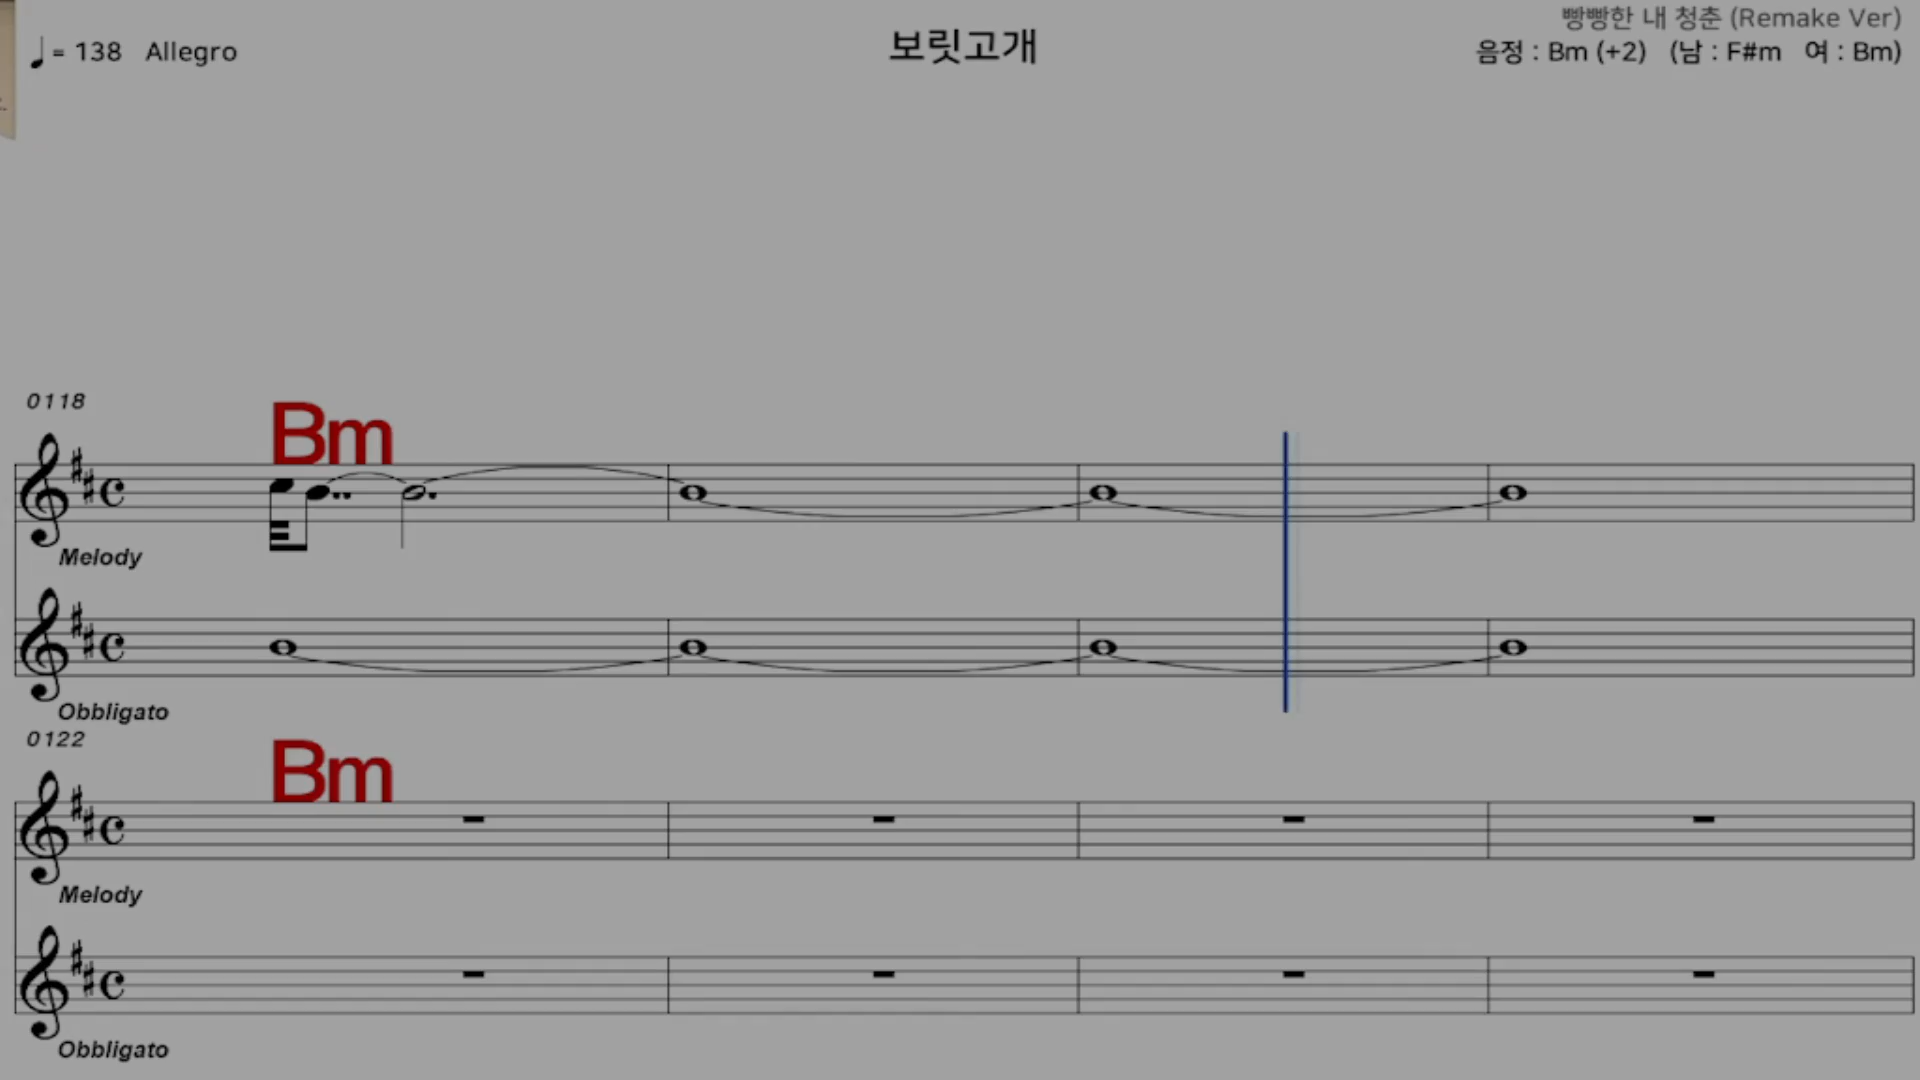 빵빵한 내 청춘 (Remake Ver)
♩ = 138 Allegro
보릿고개
음정 : Bm (+2) (남 : F#m 여 : Bm)
0118
Bm
Melody
Obbligato
0122
Bm
Melody
Obbligato